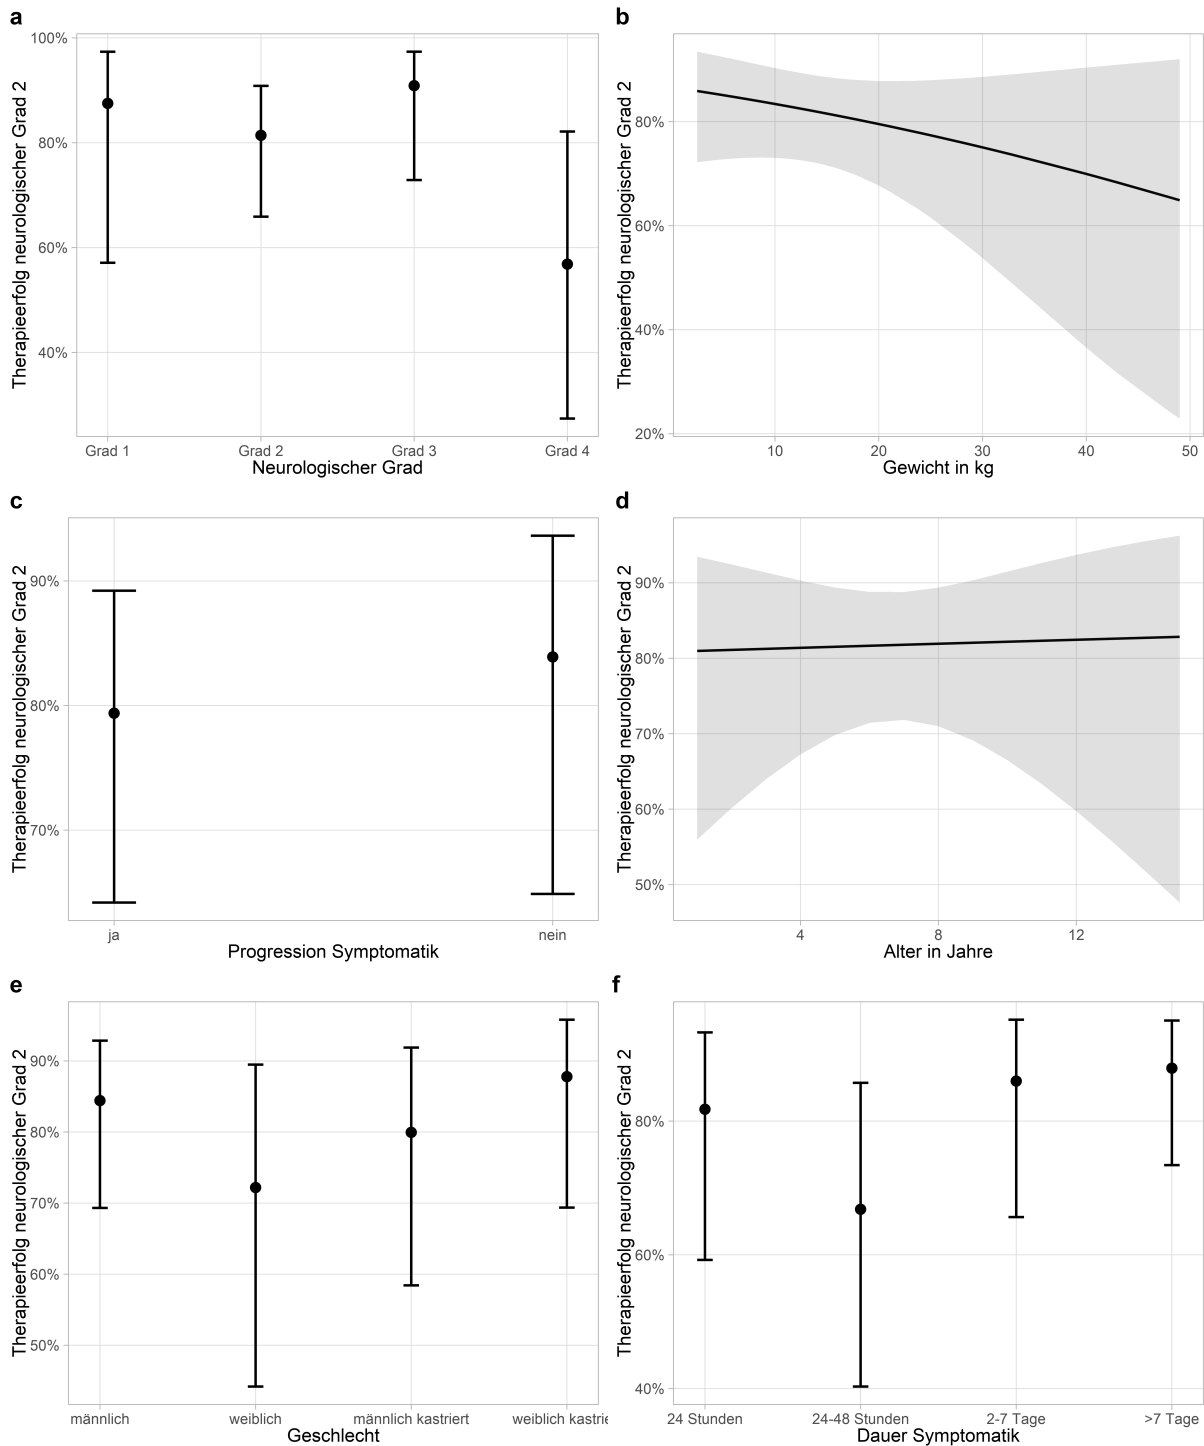 a
Therapieerfolg neurologischer Grad 2
100%
80%
60%
40%
Grad 1 Grad 2 Grad 3 Grad 4
Neurologischer Grad
b
Therapieerfolg neurologischer Grad 2
80%
60%
40%
20%
10 20 30 40 50
Gewicht in kg
c
Therapieerfolg neurologischer Grad 2
90%
80%
70%
ja nein
Progression Symptomatik
d
Therapieerfolg neurologischer Grad 2
90%
80%
70%
60%
50%
4 8 12
Alter in Jahre
e
Therapieerfolg neurologischer Grad 2
90%
80%
70%
60%
50%
männlich weiblich männlich kastriert weiblich kastrie
Geschlecht
f
Therapieerfolg neurologischer Grad 2
80%
60%
40%
24 Stunden 24-48 Stunden 2-7 Tage >7 Tage
Dauer Symptomatik